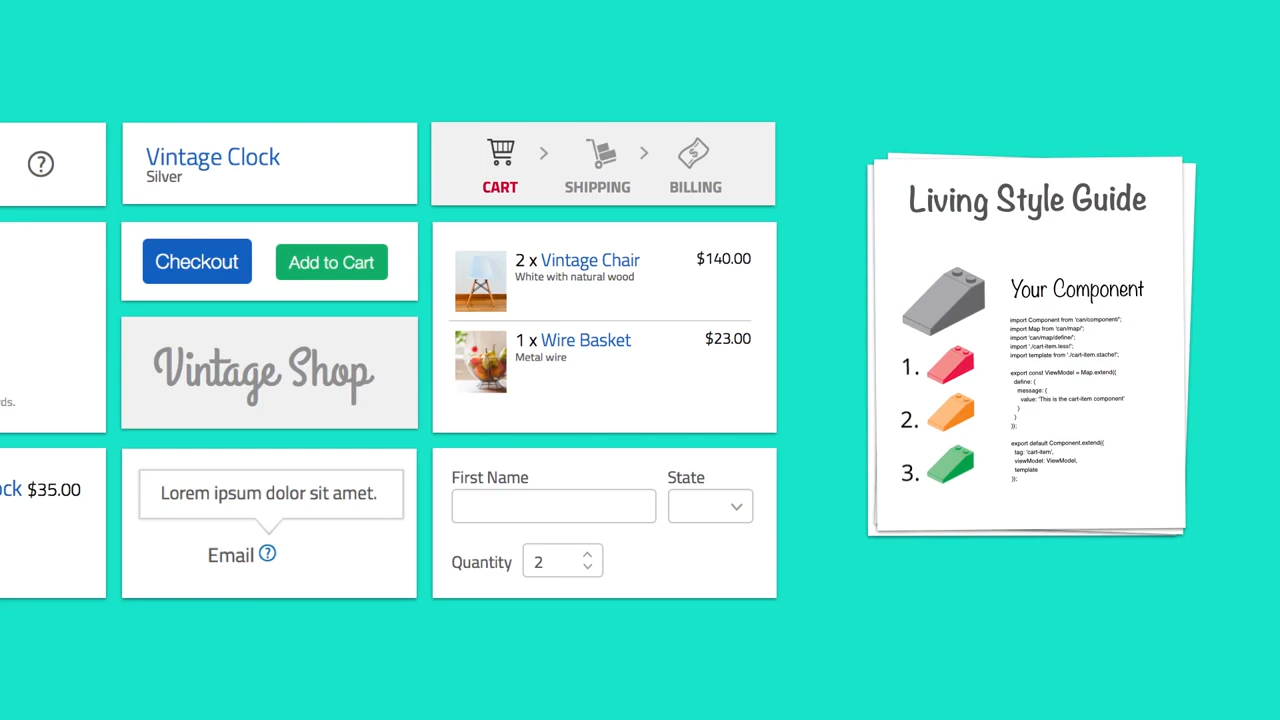 rds.
ock $35.00
Vintage Clock
Silver
Checkout
Add to Cart
Vintage Shop
Lorem ipsum dolor sit amet.
Email ?
CART
SHIPPING
BILLING
2 x Vintage Chair $140.00
White with natural wood
1 x Wire Basket $23.00
Metal wire
First Name
State
Quantity 2
Living Style Guide
Your Component
import Component from 'can/component/';
import Map from 'can/map/';
import 'can/map/define/';
import './cart-item.less!';
import template from './cart-item.stache!';
export const ViewModel = Map.extend({
define: {
message: {
value: 'This is the cart-item component'
}
}
});
export default Component.extend({
tag: 'cart-item',
viewModel: ViewModel,
template
});
1.
2.
3.